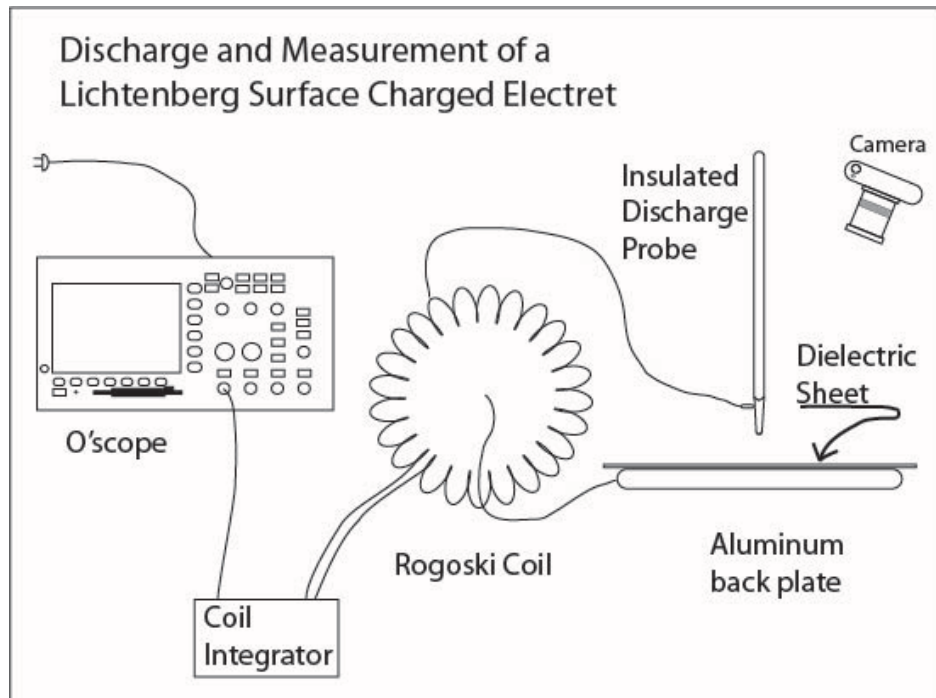 Discharge and Measurement of a
Lichtenberg Surface Charged Electret
Camera
Insulated
Discharge
Probe
Dielectric
Sheet
O'scope
Rogoski Coil
Aluminum
back plate
Coil
Integrator